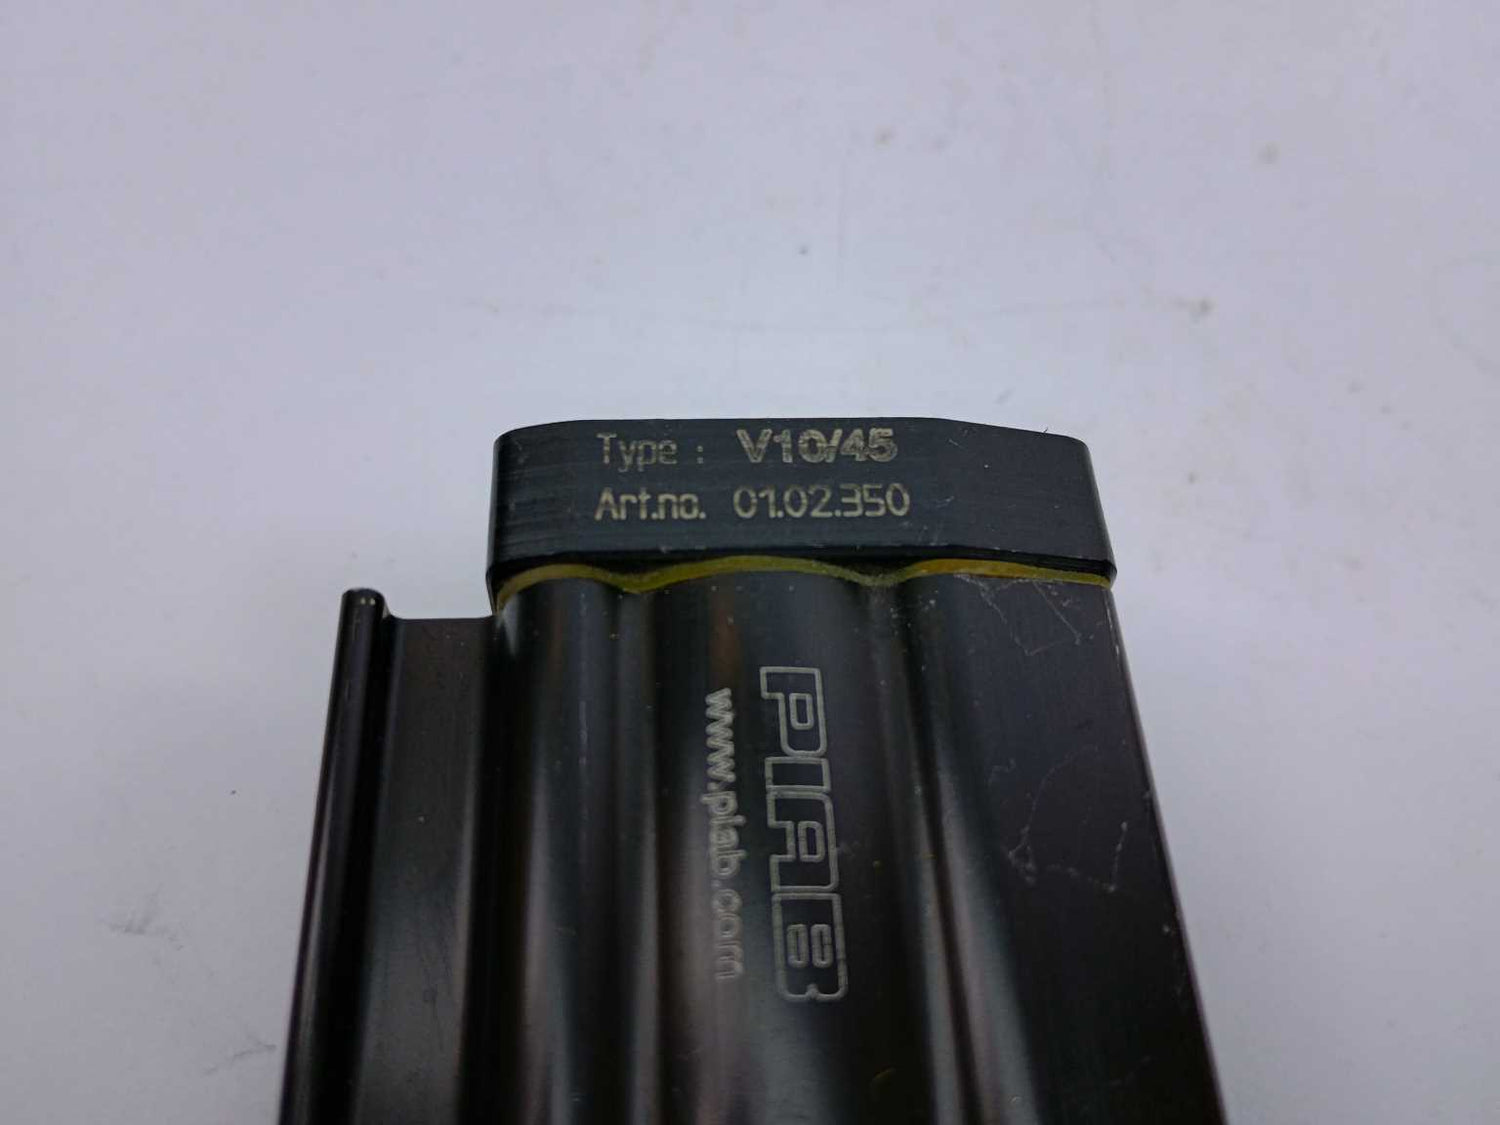 Type : V10/45
Art.no. 01.02.350
PIAB
www.piab.com